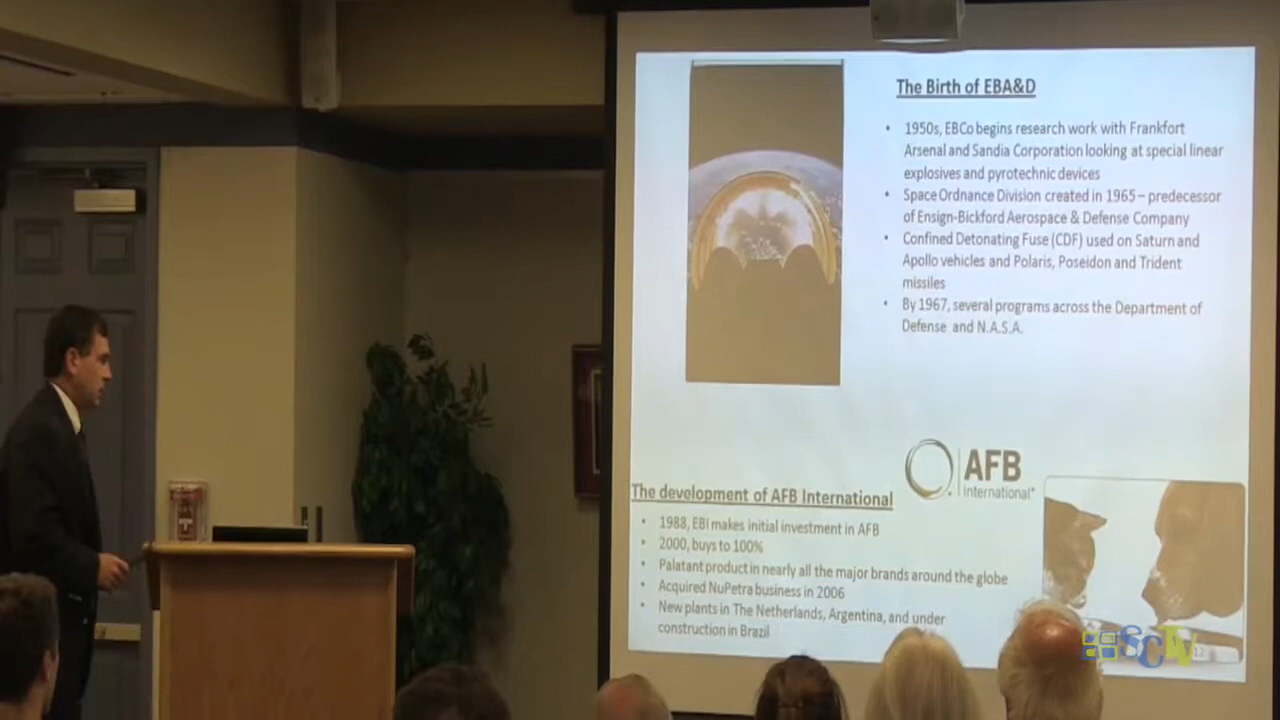 The Birth of EBA&D
• 1950s, EBCo begins research work with Frankfort
Arsenal and Sandia Corporation looking at special linear
explosives and pyrotechnic devices
• Space Ordnance Division created in 1965 – predecessor
of Ensign-Bickford Aerospace & Defense Company
• Confined Detonating Fuse (CDF) used on Saturn and
Apollo vehicles and Polaris, Poseidon and Trident
missiles
• By 1967, several programs across the Department of
Defense and N.A.S.A.
AFB
International
The development of AFB International
• 1988, EBI makes initial investment in AFB
• 2000, buys to 100%
• Palatant product in nearly all the major brands around the globe
• Acquired NuPetra business in 2006
• New plants in The Netherlands, Argentina, and under
construction in Brazil
SCTV